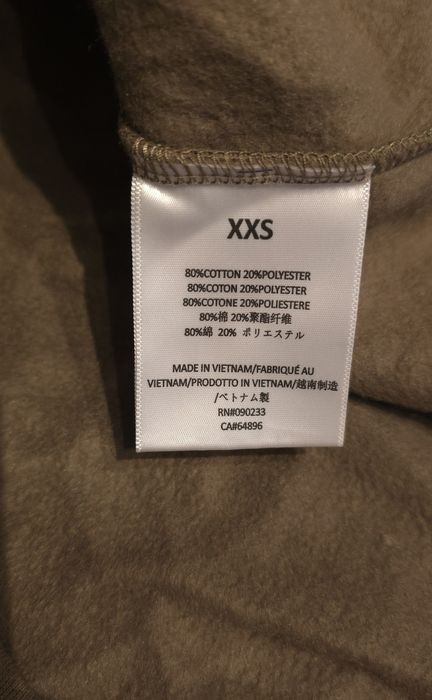 XXS
80%COTTON 20%POLYESTER
80%COTON 20%POLYESTER
80%COTONE 20%POLIESTERE
80%棉 20%聚酯纤维
80%綿 20% ポリエステル
MADE IN VIETNAM/FABRIQUÉ AU
VIETNAM/PRODOTTO IN VIETNAM/越南制造
/ベトナム製
RN#090233
CA#64896